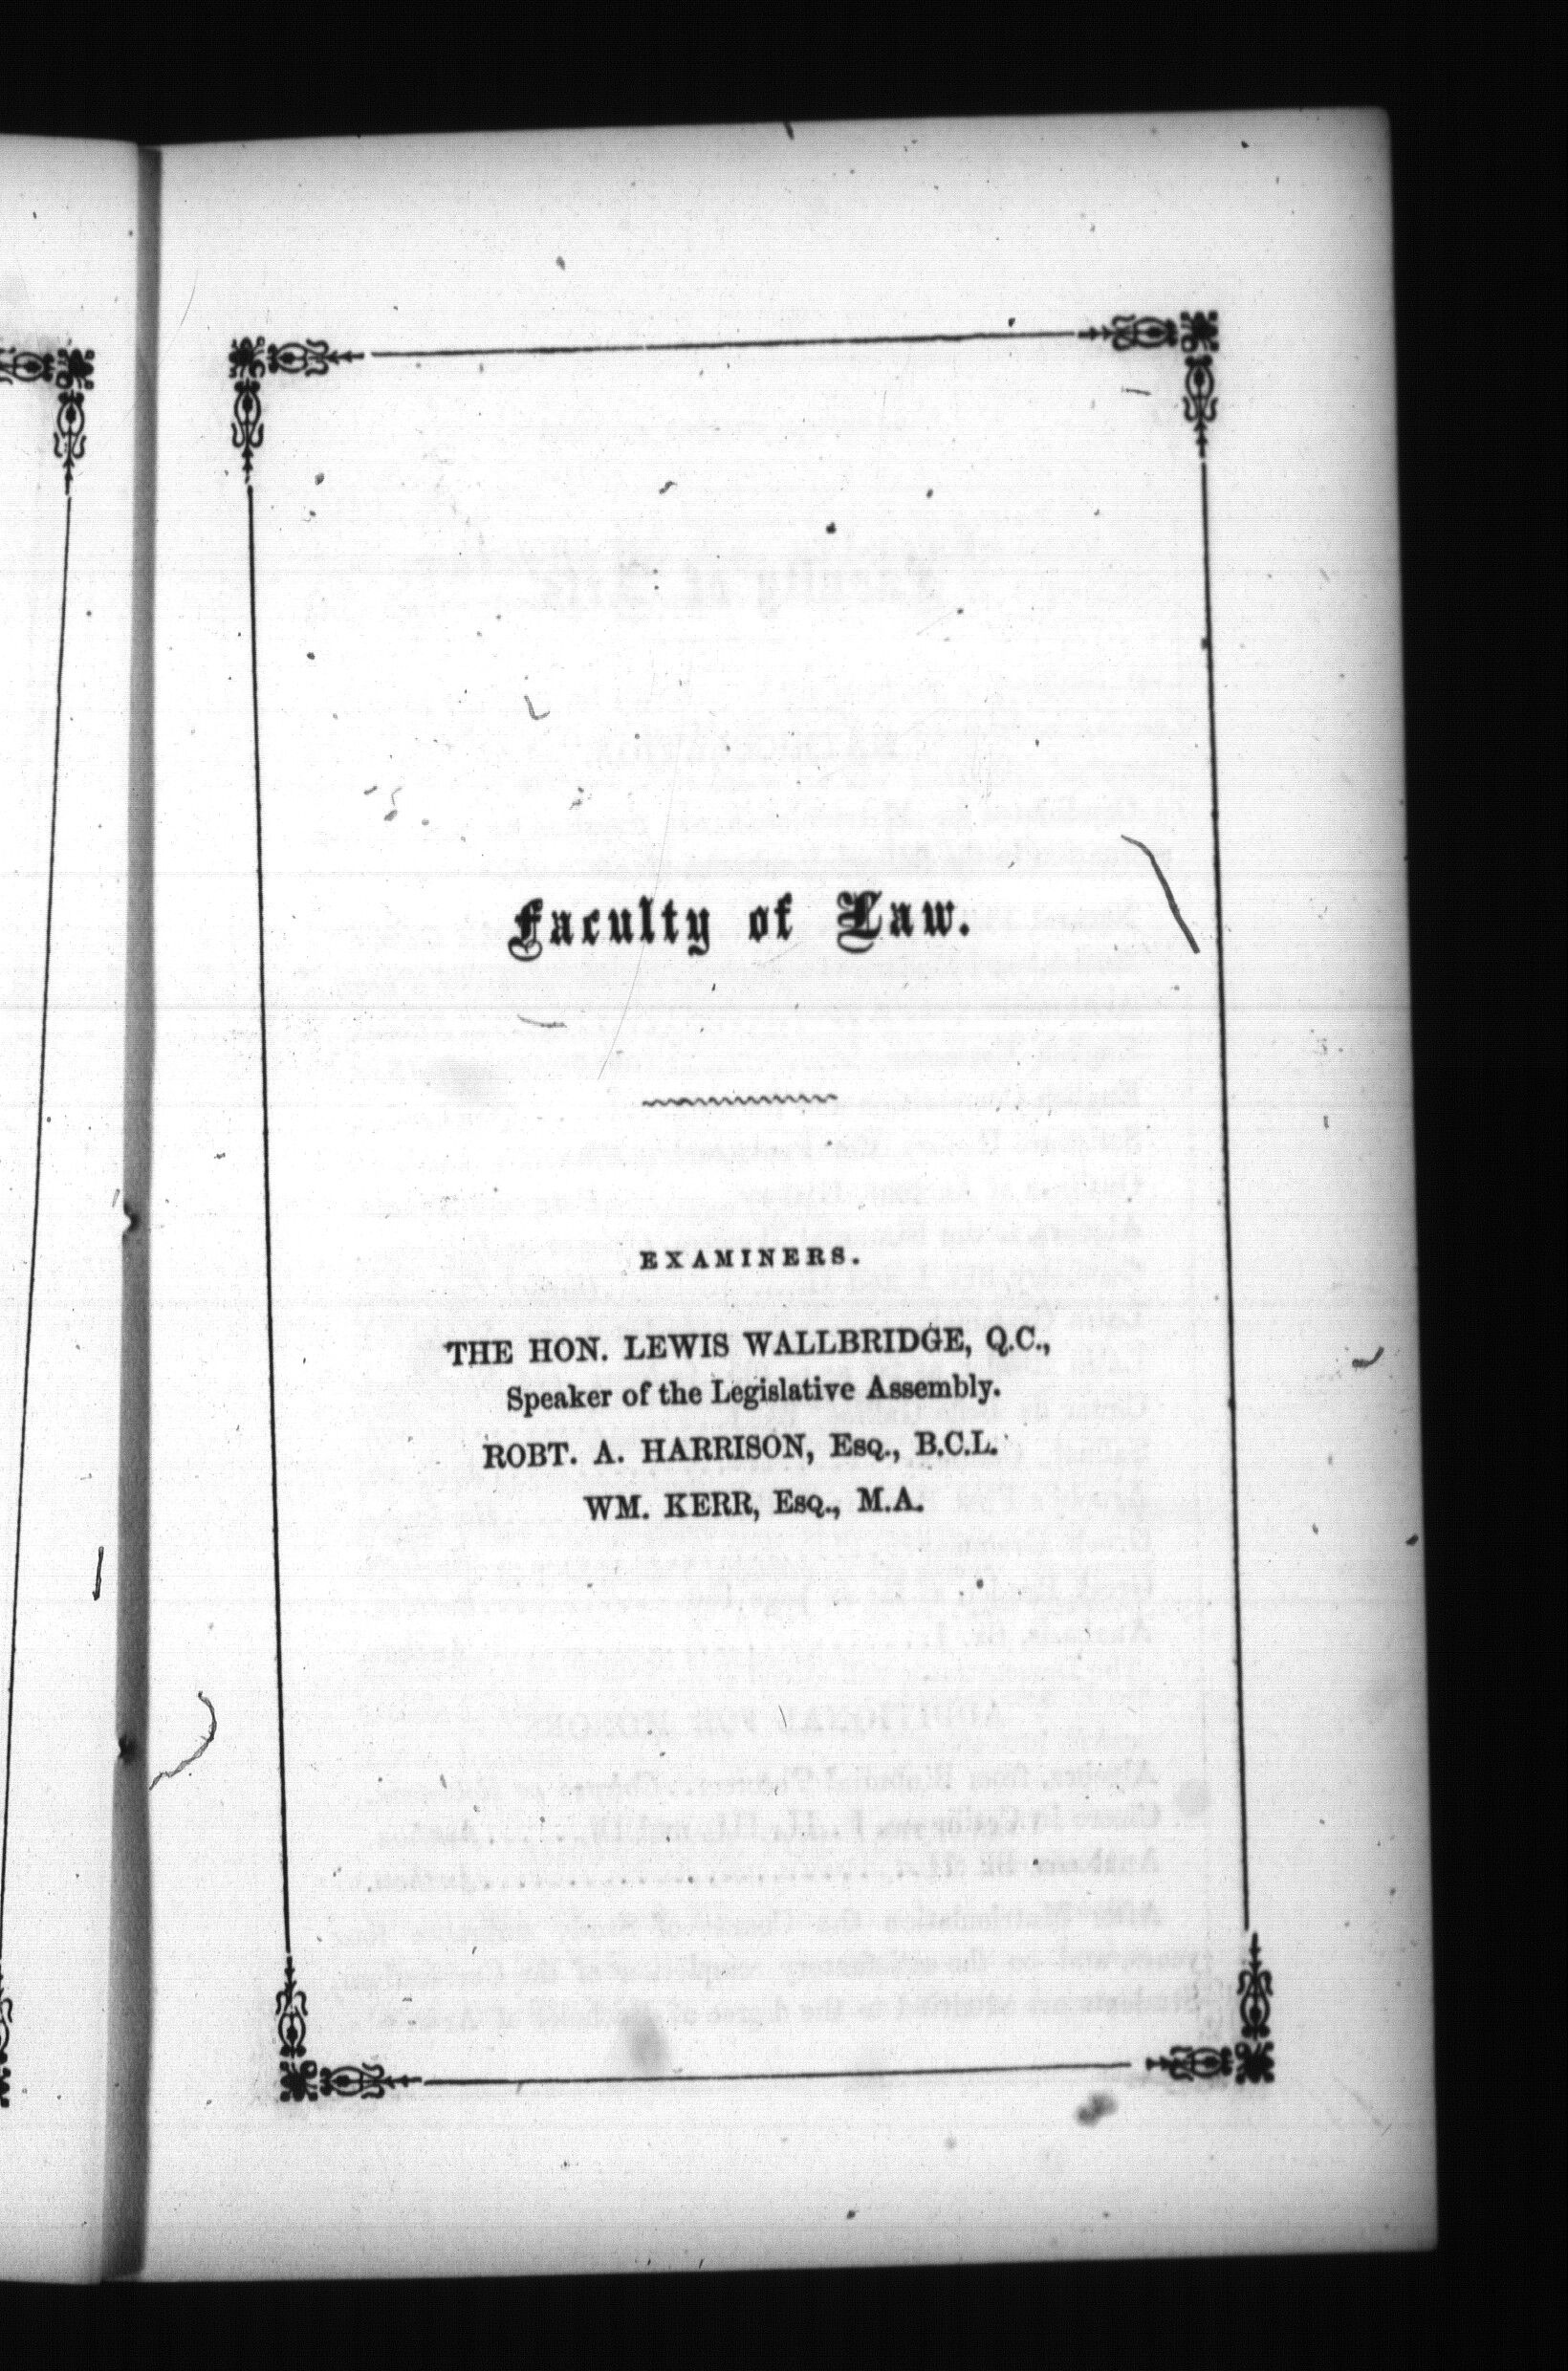 Faculty of Law.
EXAMINERS.
THE HON. LEWIS WALLBRIDGE, Q.C.,
Speaker of the Legislative Assembly.
ROBT. A. HARRISON, Esq., B.C.L.
WM. KERR, Esq., M.A.